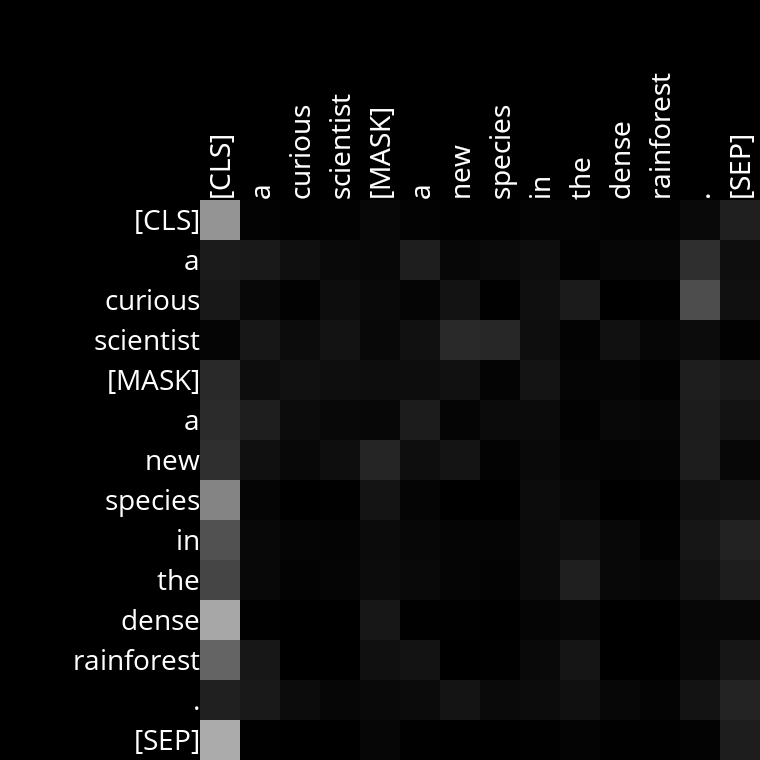 [CLS]
a
curious
scientist
[MASK]
a
new
species
in
the
dense
rainforest
.
[SEP]
[CLS]
a
curious
scientist
[MASK]
a
new
species
in
the
dense
rainforest
.
[SEP]